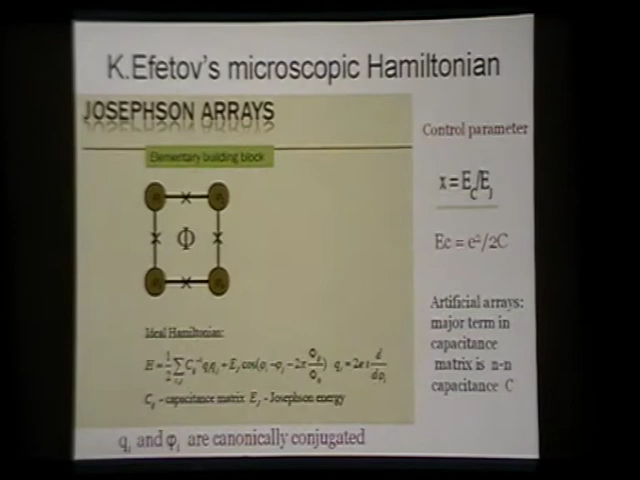 K.Efetov's microscopic Hamiltonian
JOSEPHSON ARRAYS
Elementary building block
Φ
Ideal Hamiltonian:
C_ij - capacitance matrix E_J - Josephson energy
q_i and φ_i are canonically conjugated
Control parameter
x = E_C/E_J
Ec = e²/2C
Artificial arrays:
major term in
capacitance
matrix is n-n
capacitance C